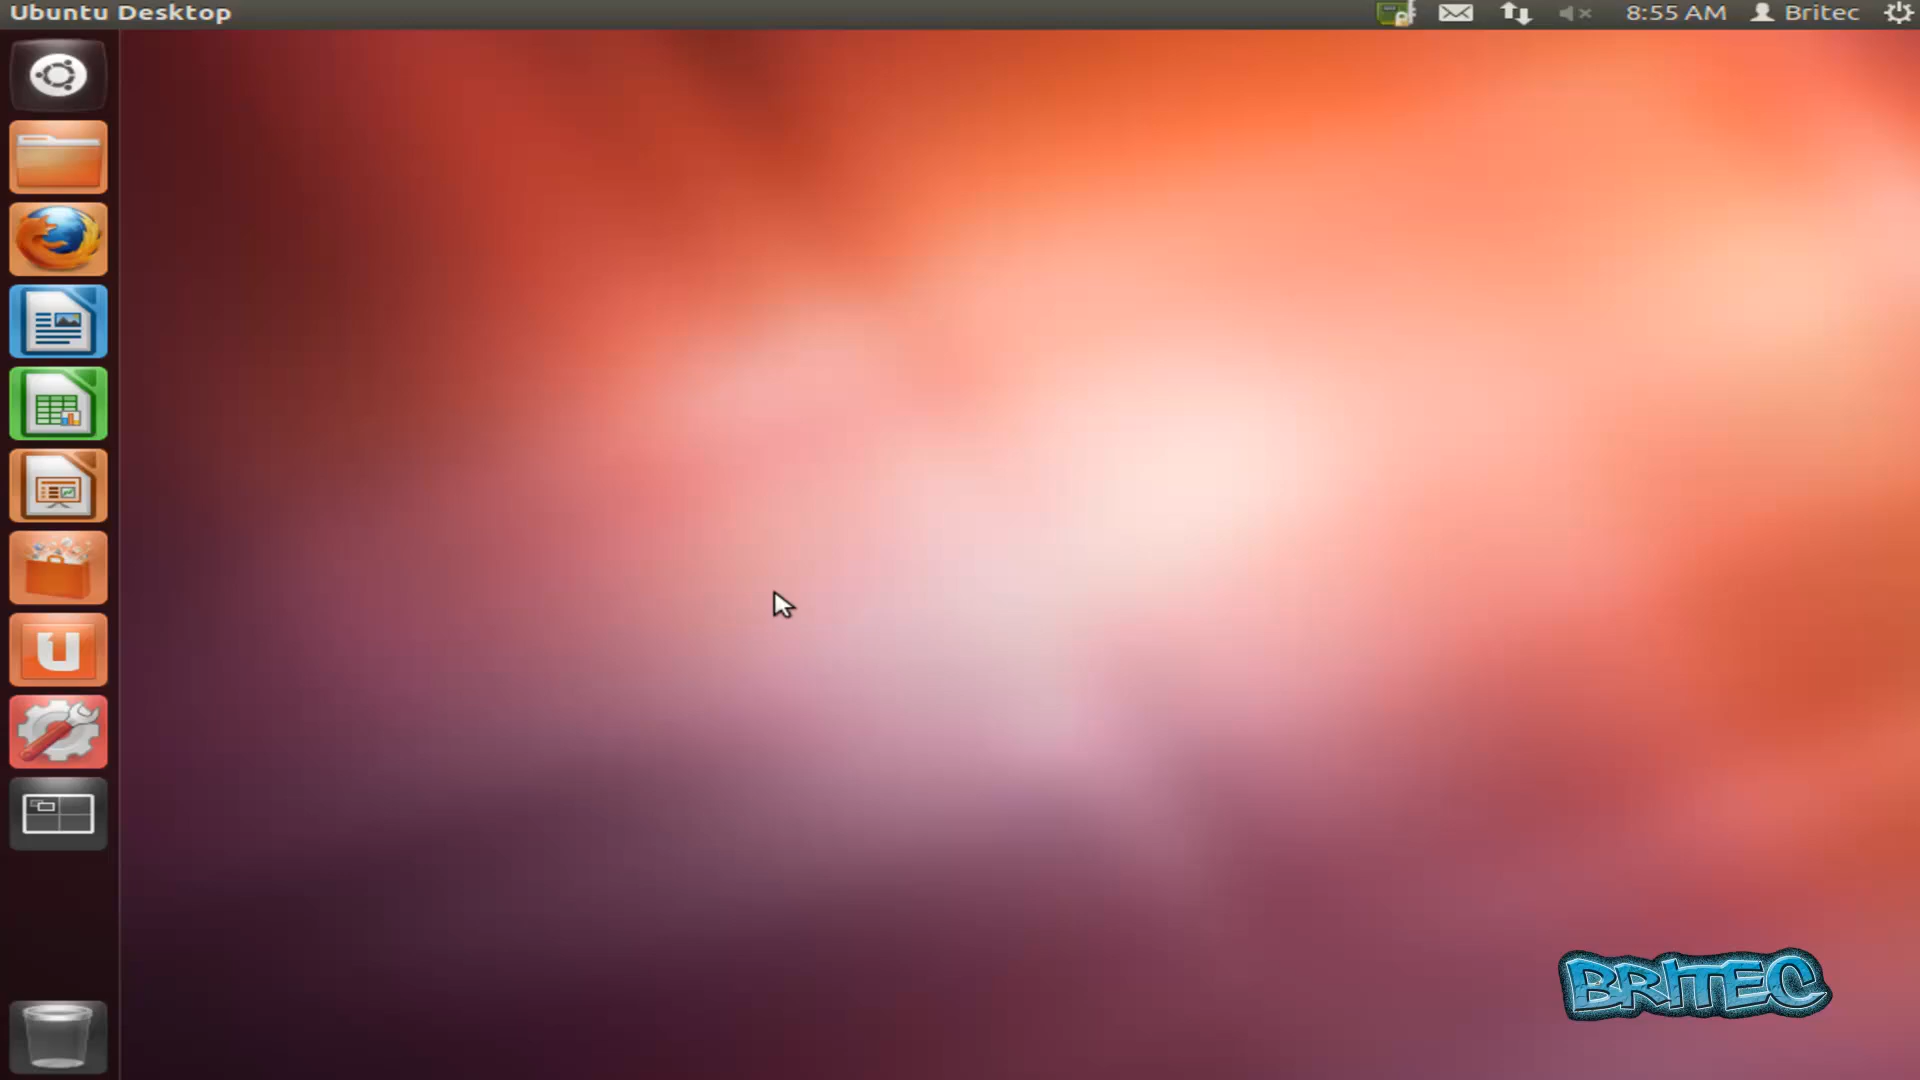 Ubuntu Desktop
8:55 AM
Britec
U
BRITEC